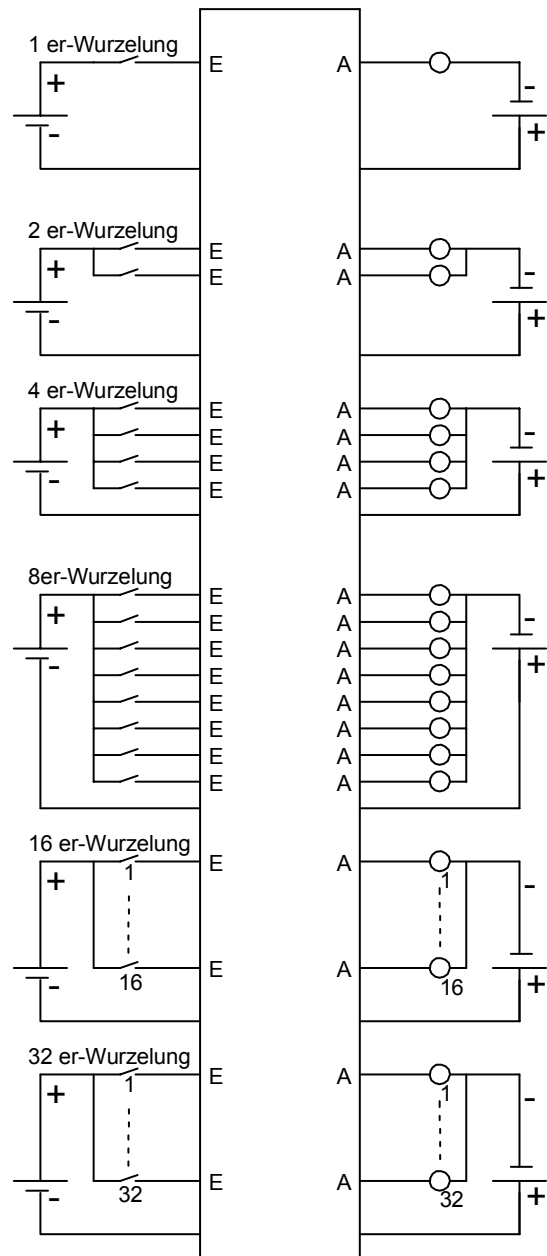 1 er-Wurzelung
+ E A -
- +
2 er-Wurzelung
+ E A -
E A
- +
4 er-Wurzelung
+ E A -
E A
E A
- E A +
8er-Wurzelung
+ E A -
E A
- E A +
E A
E A
E A
E A
E A
16 er-Wurzelung
+ 1 E A 1 -
- 16 E A 16 +
32 er-Wurzelung
+ 1 E A 1 -
- 32 E A 32 +